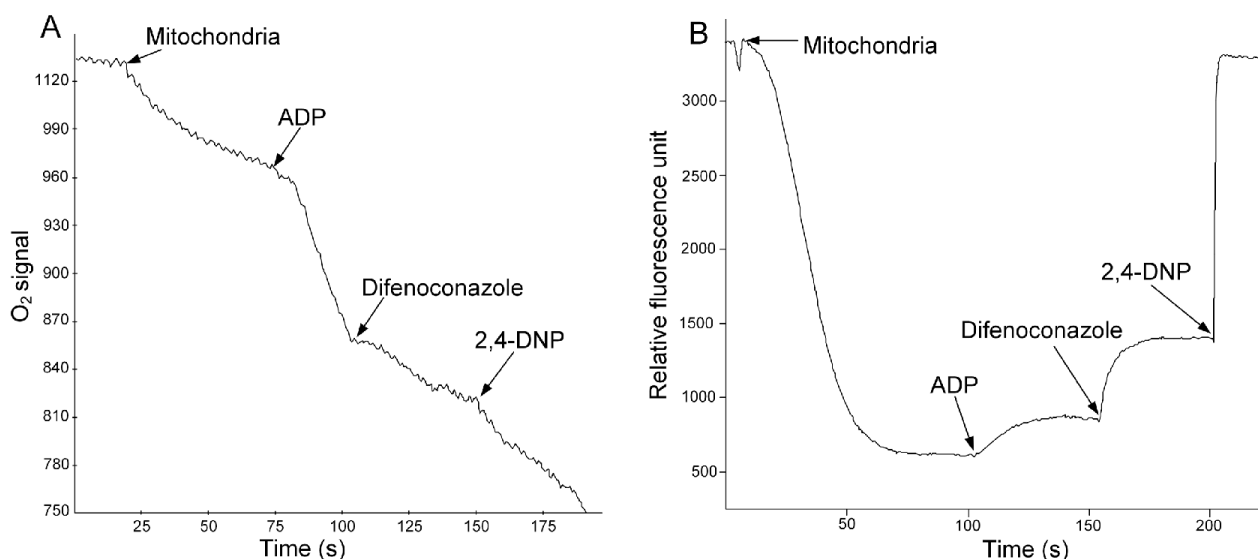 A
Mitochondria
ADP
Difenoconazole
2,4-DNP
O₂ signal
1120
990
960
930
900
870
840
810
780
750
25
50
75
100
125
150
175
Time (s)
B
Mitochondria
ADP
Difenoconazole
2,4-DNP
Relative fluorescence unit
3000
2500
2000
1500
1000
500
50
100
150
200
Time (s)